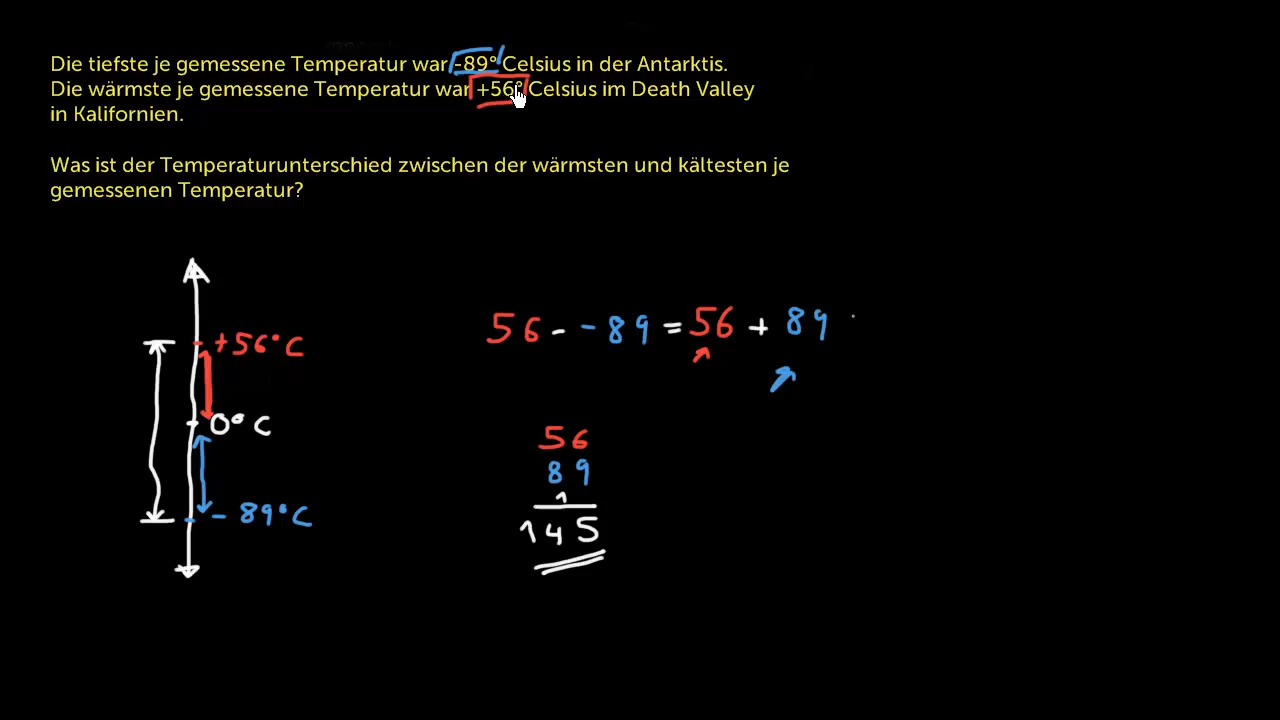 Die tiefste je gemessene Temperatur war -89° Celsius in der Antarktis.
Die wärmste je gemessene Temperatur war +56° Celsius im Death Valley
in Kalifornien.
Was ist der Temperaturunterschied zwischen der wärmsten und kältesten je
gemessenen Temperatur?
+56°C
0°C
-89°C
56 - -89 = 56 + 89
56
89
1
145